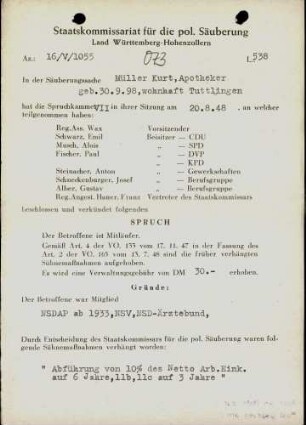 Staatskommissariat für die pol. Säuberung
Land Württemberg-Hohenzollern
Az.: 16/V/1055 073 L 938
In der Säuberungssache Müller Kurt, Apotheker
geb.30.9.98,wohnhaft Tuttlingen
hat die Spruchkammer VII in ihrer Sitzung am 20.8.48 , an welcher
teilgenommen haben:
Reg.Ass. Wax Vorsitzender
Schwarz, Emil Beisitzer — CDU
Musch, Alois „ — SPD
Fischer, Paul „ — DVP
„ — KPD
Steinacher, Anton „ — Gewerkschaften
Schneckenburger, Josef „ — Berufsgruppe
Alber, Gustav „ — Berufsgruppe
Reg.Angest. Hauer, Franz Vertreter des Staatskommissars
beschlossen und verkündet folgenden
SPRUCH
Der Betroffene ist Mitläufer.
Gemäß Art. 4 der VO. 133 vom 17. 11. 47 in der Fassung des
Art. 2 der VO. 165 vom 13. 7. 48 sind die früher verhängten
Sühnemaßnahmen aufgehoben.
Es wird eine Verwaltungsgebühr von DM 30.- erhoben.
Gründe:
Der Betroffene war Mitglied
NSDAP ab 1933,NSV,NSD-Ärztebund,
Durch Entscheidung des Staatskommissars für die pol. Säuberung waren fol-
gende Sühnemaßnahmen verhängt worden:
" Abführung von 10% des Netto Arb.Eink.
auf 6 Jahre,11b,11c auf 3 Jahre "